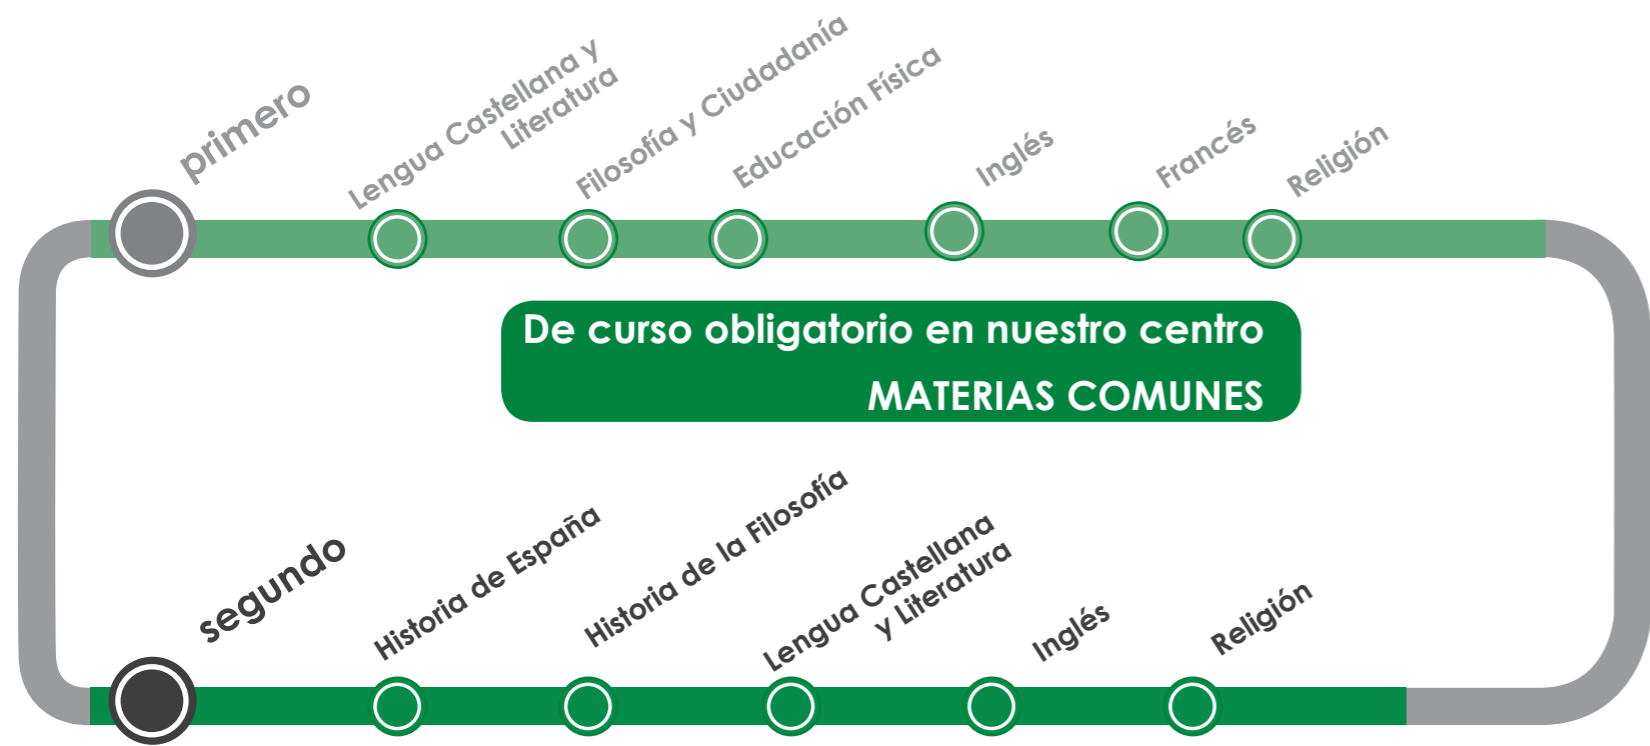 primero
Lengua Castellana y
Literatura
Filosofía y Ciudadanía
Educación Física
Inglés
Francés
Religión
De curso obligatorio en nuestro centro
MATERIAS COMUNES
segundo
Historia de España
Historia de la Filosofía
Lengua Castellana
y Literatura
Inglés
Religión